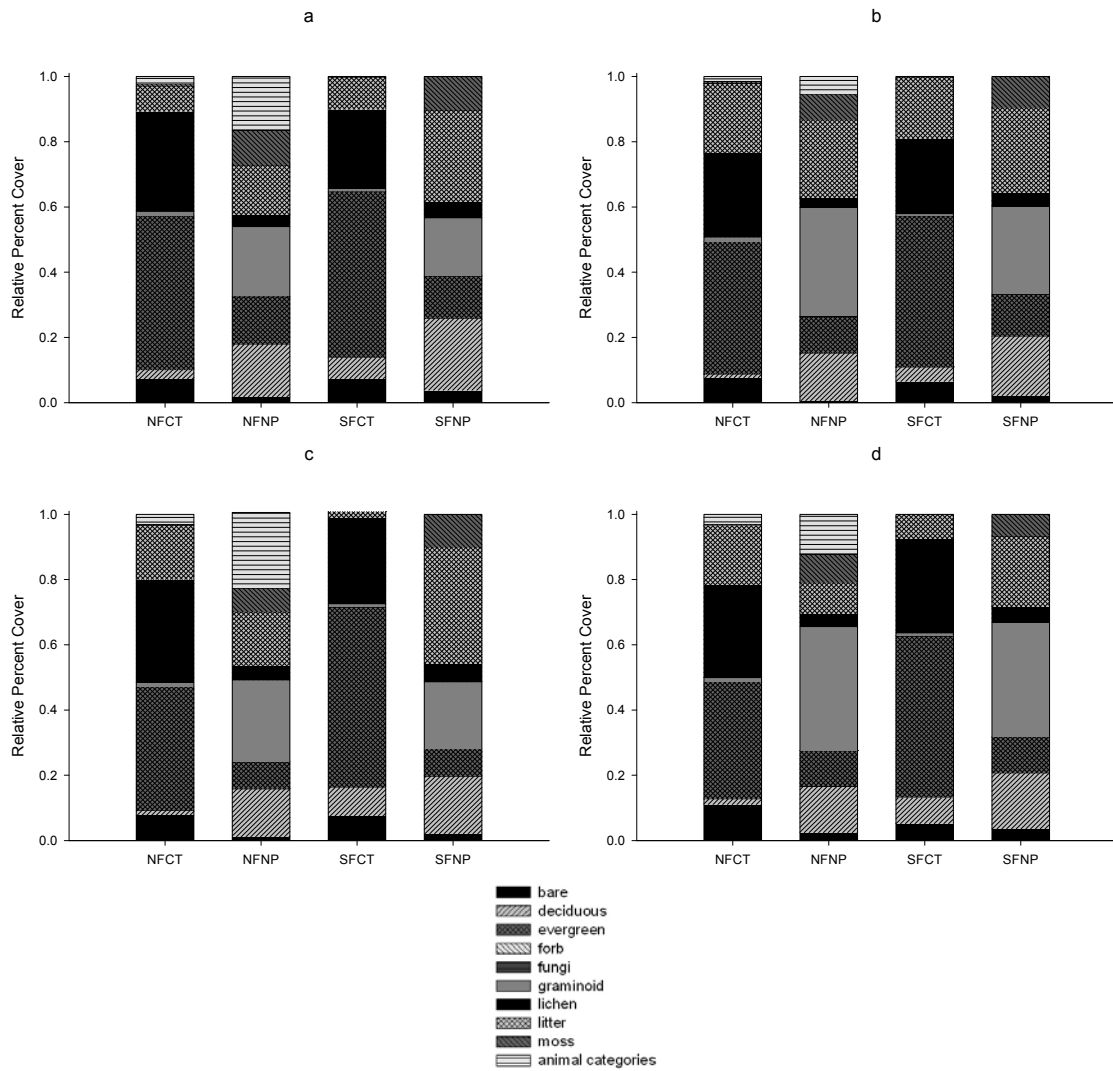 a
b
1.0
0.8
0.6
0.4
0.2
0.0
Relative Percent Cover
NFCT NFNP SFCT SFNP
1.0
0.8
0.6
0.4
0.2
0.0
Relative Percent Cover
NFCT NFNP SFCT SFNP
c
d
1.0
0.8
0.6
0.4
0.2
0.0
Relative Percent Cover
NFCT NFNP SFCT SFNP
1.0
0.8
0.6
0.4
0.2
0.0
Relative Percent Cover
NFCT NFNP SFCT SFNP
bare
deciduous
evergreen
forb
fungi
graminoid
lichen
litter
moss
animal categories